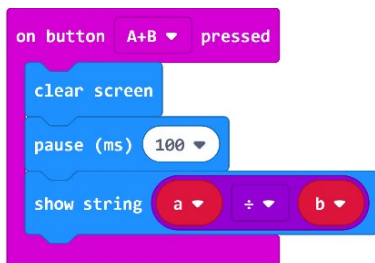 on button A+B pressed
clear screen
pause (ms) 100
show string a ÷ b